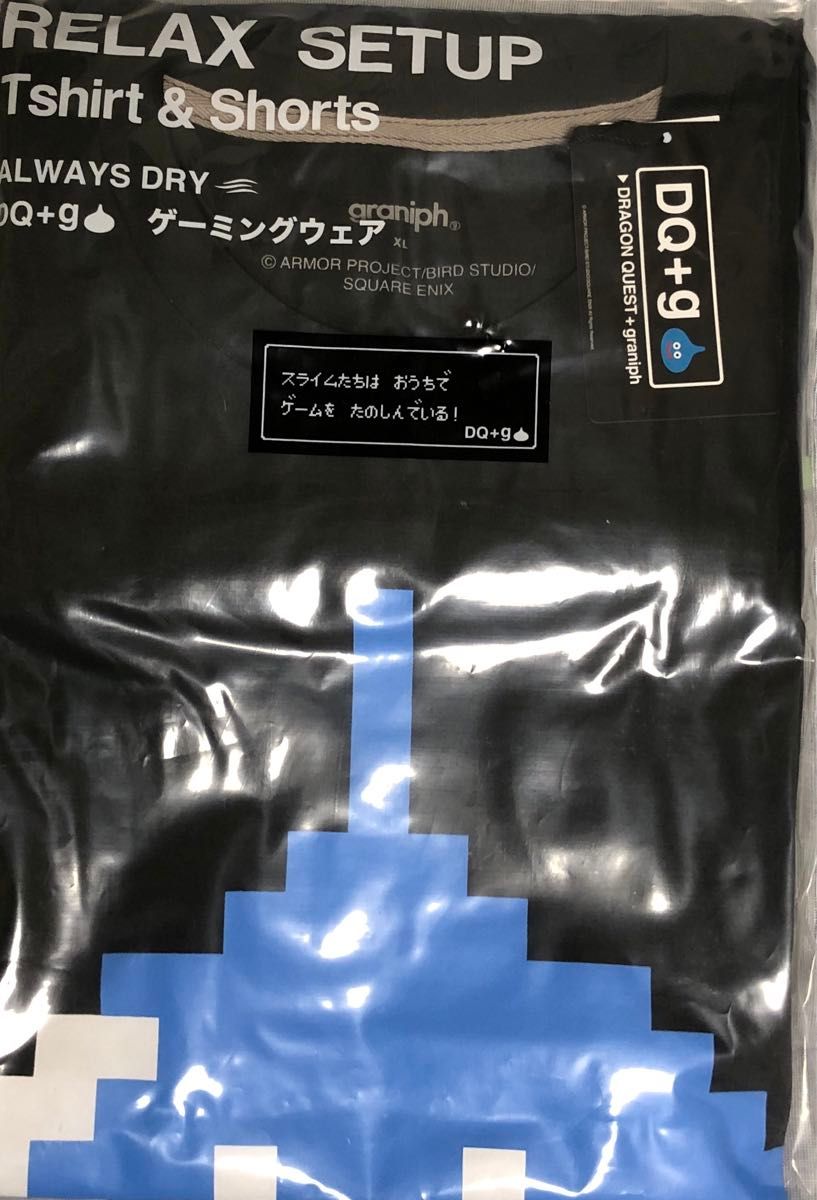 RELAX SETUP
Tshirt & Shorts
ALWAYS DRY
DQ+g ゲーミングウェア
graniph
XL
© ARMOR PROJECT/BIRD STUDIO/
SQUARE ENIX
DQ+g
▶DRAGON QUEST+graniph
スライムたちは おうちで
ゲームを たのしんでいる!
DQ+g